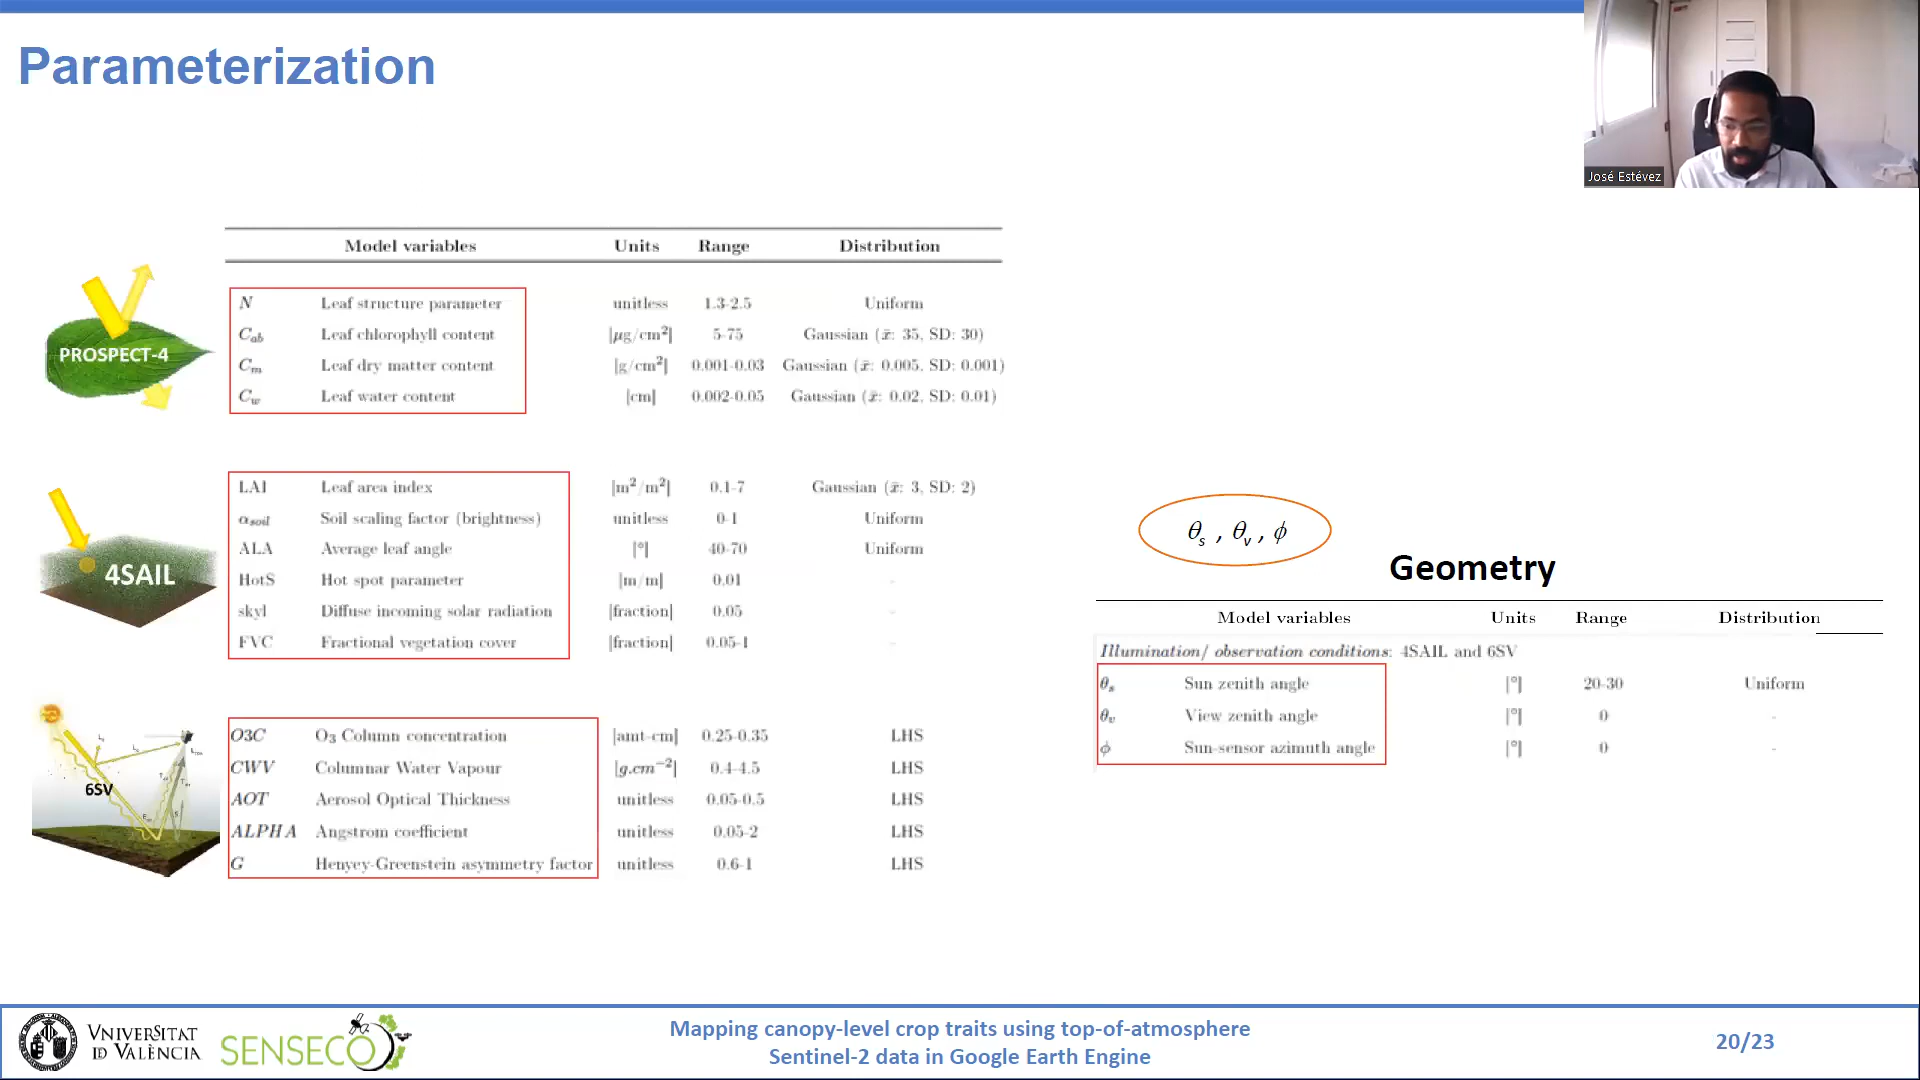 Parameterization
José Estévez
Model variables Units Range Distribution
PROSPECT-4
N Leaf structure parameter unitless 1.3-2.5 Uniform
C_ab Leaf chlorophyll content [μg/cm²] 5-75 Gaussian (x̄: 35, SD: 30)
C_m Leaf dry matter content [g/cm²] 0.001-0.03 Gaussian (x̄: 0.005, SD: 0.001)
C_w Leaf water content [cm] 0.002-0.05 Gaussian (x̄: 0.02, SD: 0.01)
4SAIL
LAI Leaf area index [m²/m²] 0.1-7 Gaussian (x̄: 3, SD: 2)
α_soil Soil scaling factor (brightness) unitless 0-1 Uniform
ALA Average leaf angle [°] 40-70 Uniform
HotS Hot spot parameter [m/m] 0.01 -
skyl Diffuse incoming solar radiation [fraction] 0.05 -
FVC Fractional vegetation cover [fraction] 0.05-1 -
6SV
O3C O₃ Column concentration [amt-cm] 0.25-0.35 LHS
CWV Columnar Water Vapour [g.cm⁻²] 0.4-4.5 LHS
AOT Aerosol Optical Thickness unitless 0.05-0.5 LHS
ALPHA Angstrom coefficient unitless 0.05-2 LHS
G Henyey-Greenstein asymmetry factor unitless 0.6-1 LHS
θ_s , θ_v , ϕ
Geometry
Model variables Units Range Distribution
Illumination/ observation conditions: 4SAIL and 6SV
θ_s Sun zenith angle [°] 20-30 Uniform
θ_v View zenith angle [°] 0 -
ϕ Sun-sensor azimuth angle [°] 0 -
VNIVERSITAT
ID VALÈNCIA
SENSECO
Mapping canopy-level crop traits using top-of-atmosphere
Sentinel-2 data in Google Earth Engine
20/23